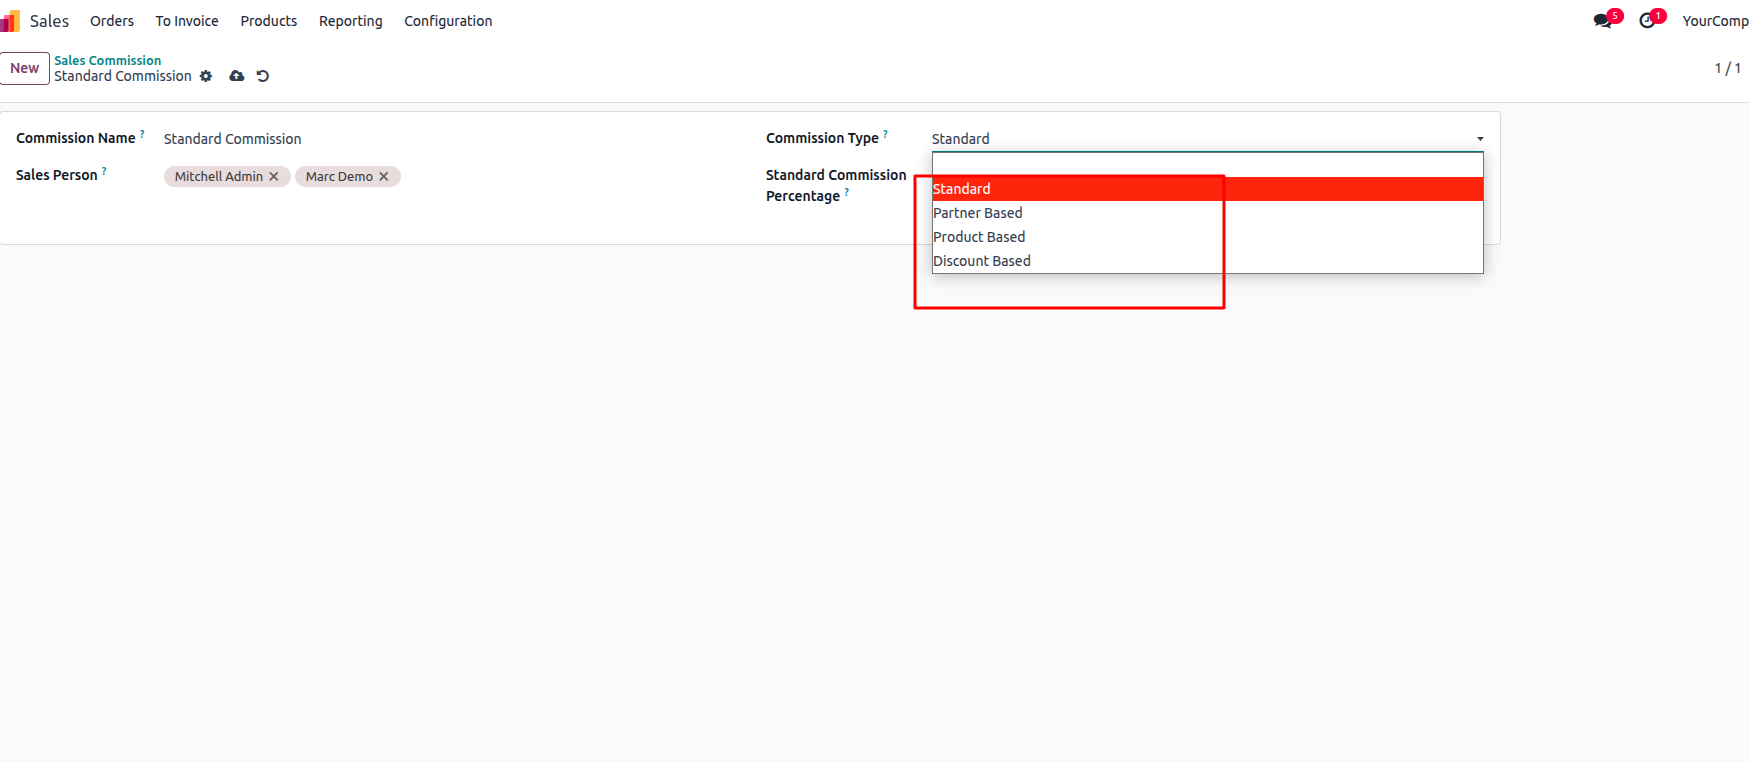 Sales Orders To Invoice Products Reporting Configuration 5 1 YourComp
New Sales Commission
Standard Commission 1 / 1
Commission Name ? Standard Commission Commission Type ? Standard
Sales Person ? Mitchell Admin × Marc Demo × Standard Commission
Percentage ?
Standard
Partner Based
Product Based
Discount Based